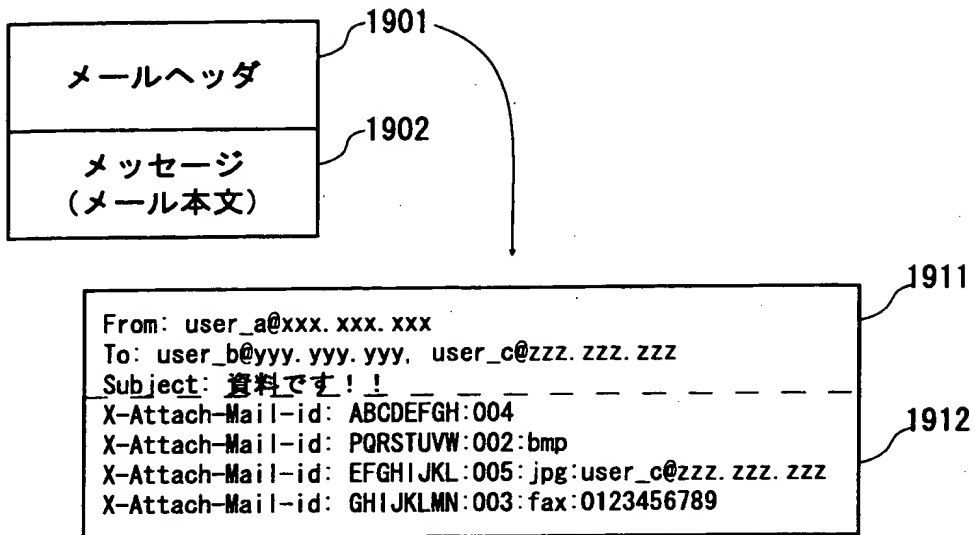 1901
メールヘッダ
1902
メッセージ
(メール本文)
1911
From: user_a@xxx.xxx.xxx
To: user_b@yyy.yyy.yyy, user_c@zzz.zzz.zzz
Subject: 資料です!!
X-Attach-Mail-id: ABCDEFGH:004
1912
X-Attach-Mail-id: PQRSTUVW:002:bmp
X-Attach-Mail-id: EFGHIJKL:005:jpg:user_c@zzz.zzz.zzz
X-Attach-Mail-id: GHIJKLMN:003:fax:0123456789